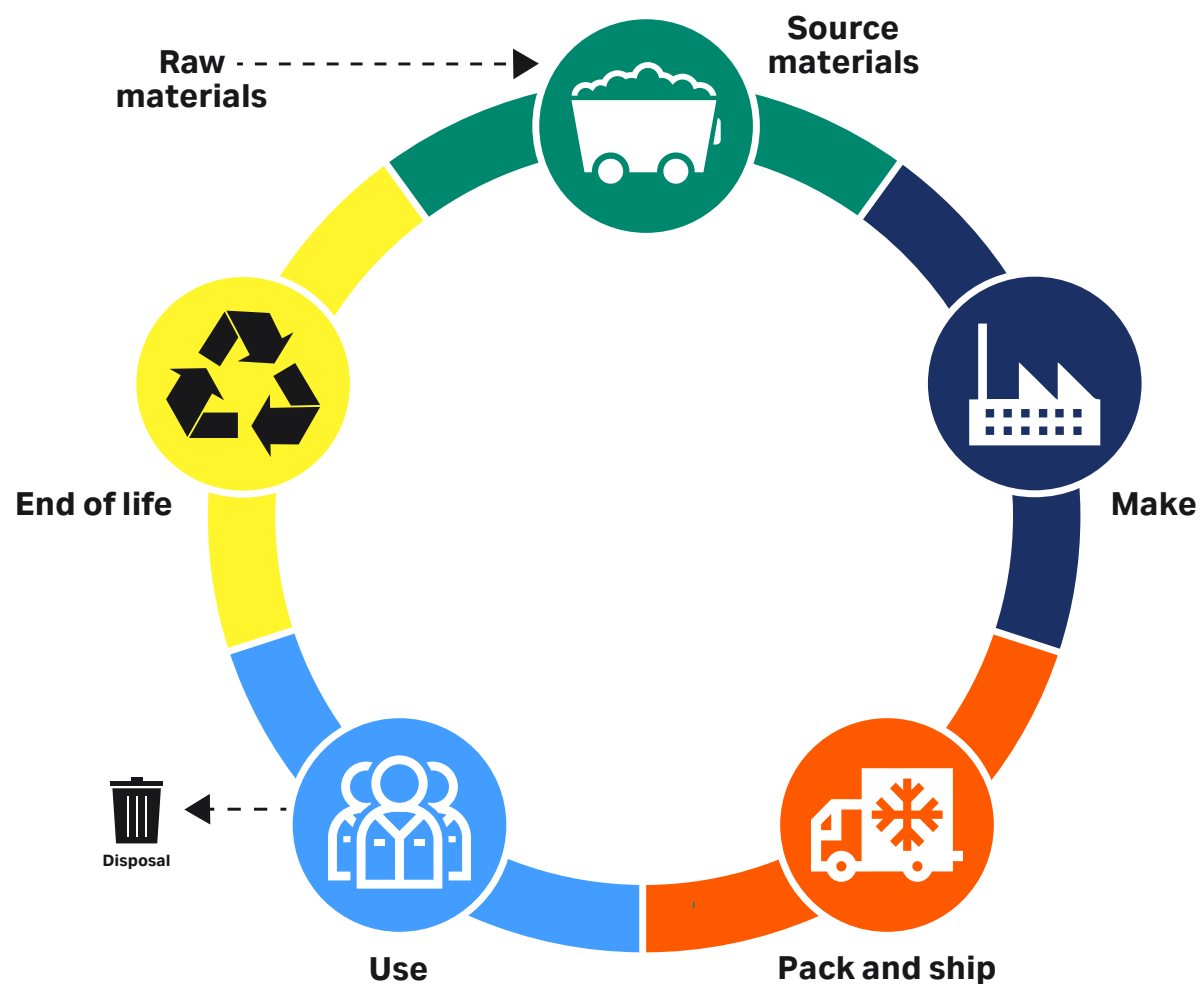 Source
materials
Raw
materials
End of life
Make
Disposal
Use
Pack and ship